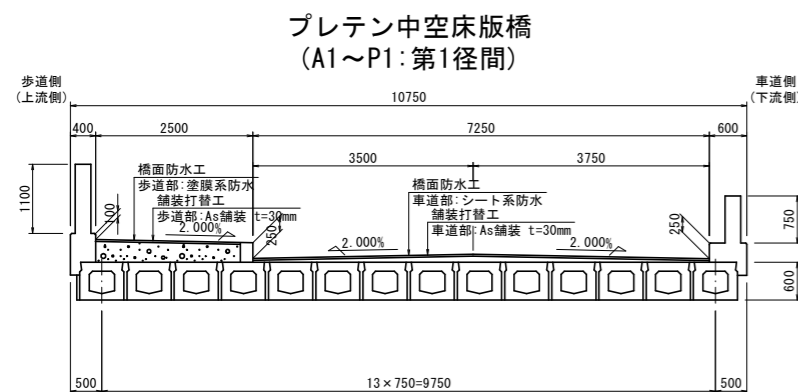 プレテン中空床版橋
(A1～P1:第1径間)
歩道側
(上流側)
車道側
(下流側)
10750
400
2500
7250
600
3500
3750
橋面防水工
歩道部:塗膜系防水
舗装打替工
歩道部:As舗装 t=30mm
橋面防水工
車道部:シート系防水
舗装打替工
車道部:As舗装 t=30mm
1100
100
2.000%
250
2.000%
2.000%
250
750
600
500
13×750=9750
500